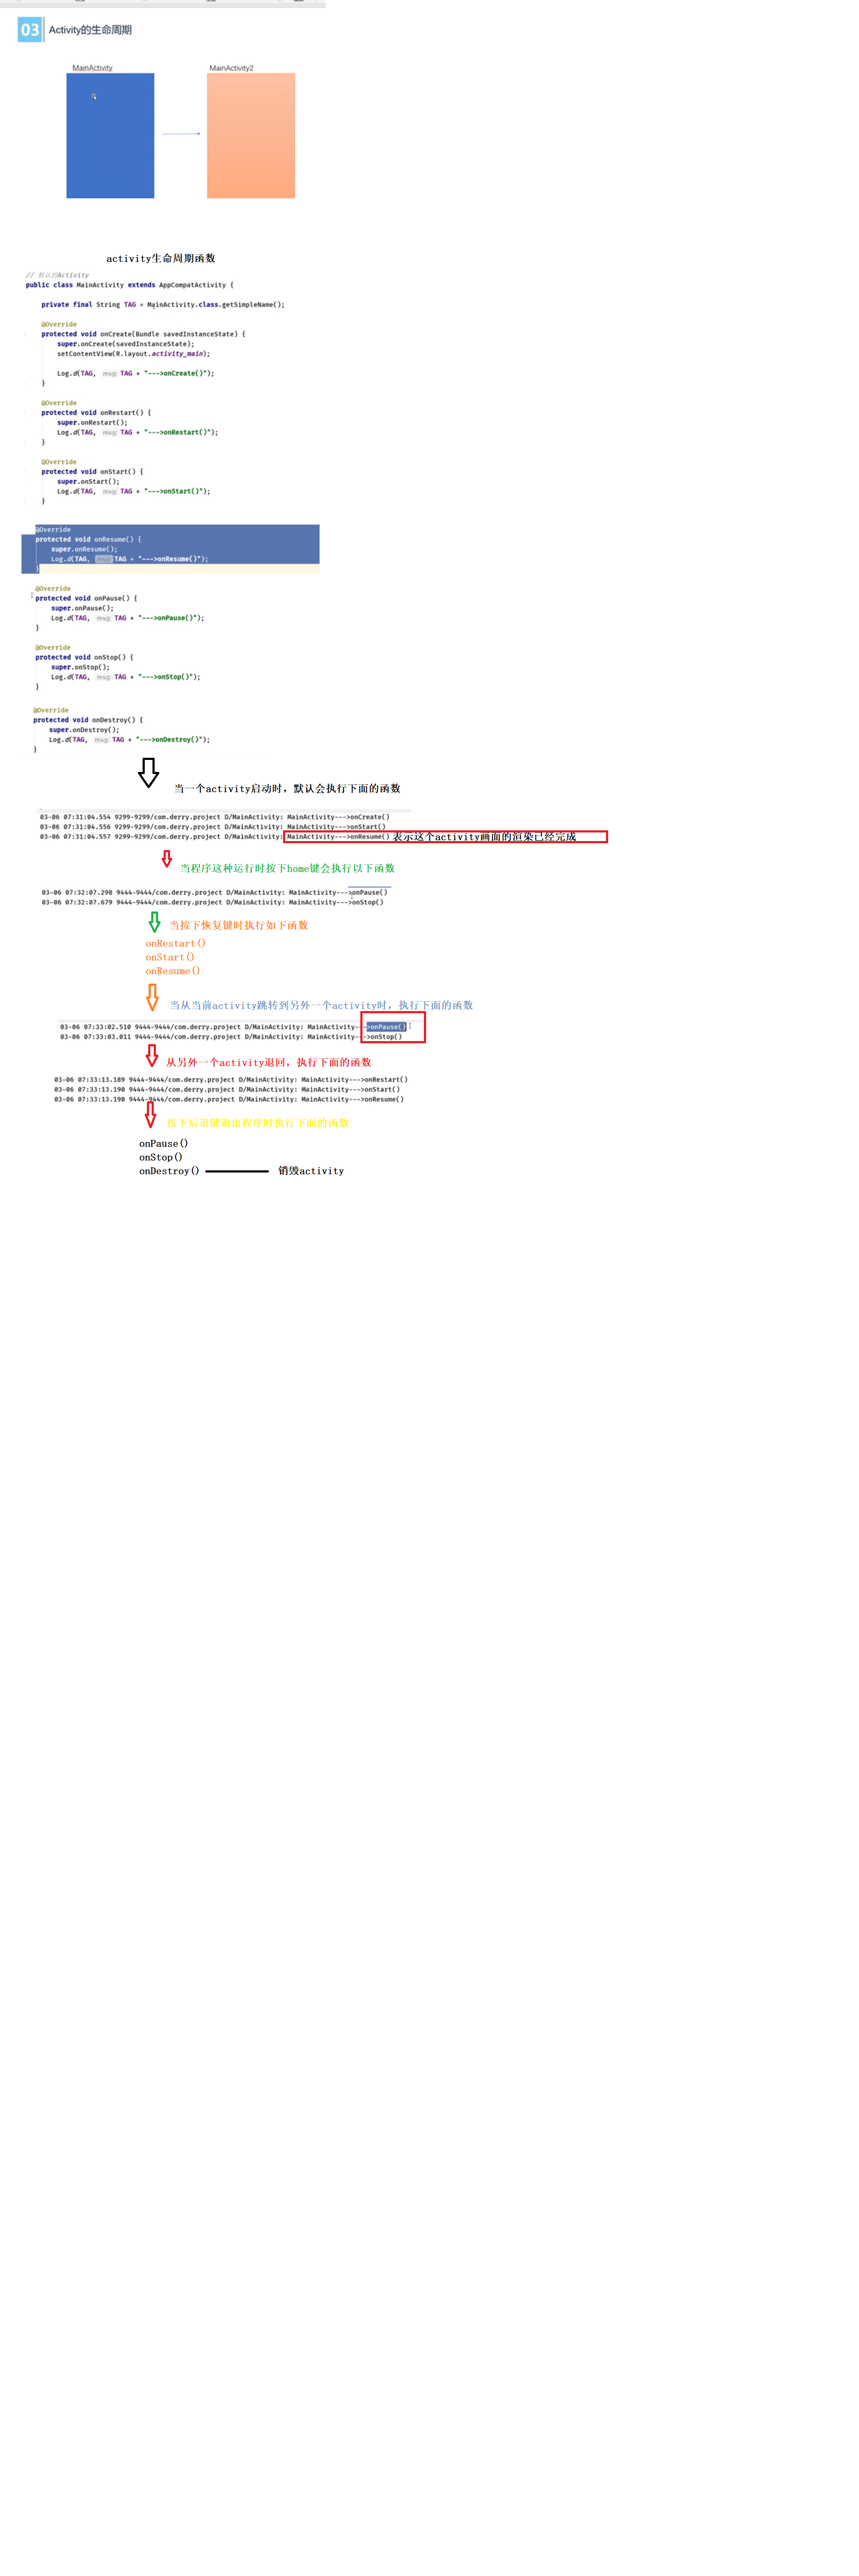 03 Activity的生命周期
MainActivity
MainActivity2
activity生命周期函数
// 默认的Activity
public class MainActivity extends AppCompatActivity {
private final String TAG = MainActivity.class.getSimpleName();
@Override
protected void onCreate(Bundle savedInstanceState) {
super.onCreate(savedInstanceState);
setContentView(R.layout.activity_main);
Log.d(TAG, msg: TAG + "--->onCreate()");
}
@Override
protected void onRestart() {
super.onRestart();
Log.d(TAG, msg: TAG + "--->onRestart()");
}
@Override
protected void onStart() {
super.onStart();
Log.d(TAG, msg: TAG + "--->onStart()");
}
@Override
protected void onResume() {
super.onResume();
Log.d(TAG, msg: TAG + "--->onResume()");
}
@Override
protected void onPause() {
super.onPause();
Log.d(TAG, msg: TAG + "--->onPause()");
}
@Override
protected void onStop() {
super.onStop();
Log.d(TAG, msg: TAG + "--->onStop()");
}
@Override
protected void onDestroy() {
super.onDestroy();
Log.d(TAG, msg: TAG + "--->onDestroy()");
}
当一个activity启动时，默认会执行下面的函数
03-06 07:31:04.554 9299-9299/com.derry.project D/MainActivity: MainActivity--->onCreate()
03-06 07:31:04.556 9299-9299/com.derry.project D/MainActivity: MainActivity--->onStart()
03-06 07:31:04.557 9299-9299/com.derry.project D/MainActivity: MainActivity--->onResume() 表示这个activity画面的渲染已经完成
当程序这种运行时按下home键会执行以下函数
03-06 07:32:07.298 9444-9444/com.derry.project D/MainActivity: MainActivity--->onPause()
03-06 07:32:07.679 9444-9444/com.derry.project D/MainActivity: MainActivity--->onStop()
当按下恢复键时执行如下函数
onRestart()
onStart()
onResume()
当从当前activity跳转到另外一个activity时，执行下面的函数
03-06 07:33:02.510 9444-9444/com.derry.project D/MainActivity: MainActivity--->onPause()
03-06 07:33:03.011 9444-9444/com.derry.project D/MainActivity: MainActivity--->onStop()
从另外一个activity退回，执行下面的函数
03-06 07:33:13.189 9444-9444/com.derry.project D/MainActivity: MainActivity--->onRestart()
03-06 07:33:13.190 9444-9444/com.derry.project D/MainActivity: MainActivity--->onStart()
03-06 07:33:13.190 9444-9444/com.derry.project D/MainActivity: MainActivity--->onResume()
按下后退键退出程序时执行下面的函数
onPause()
onStop()
onDestroy() 销毁activity